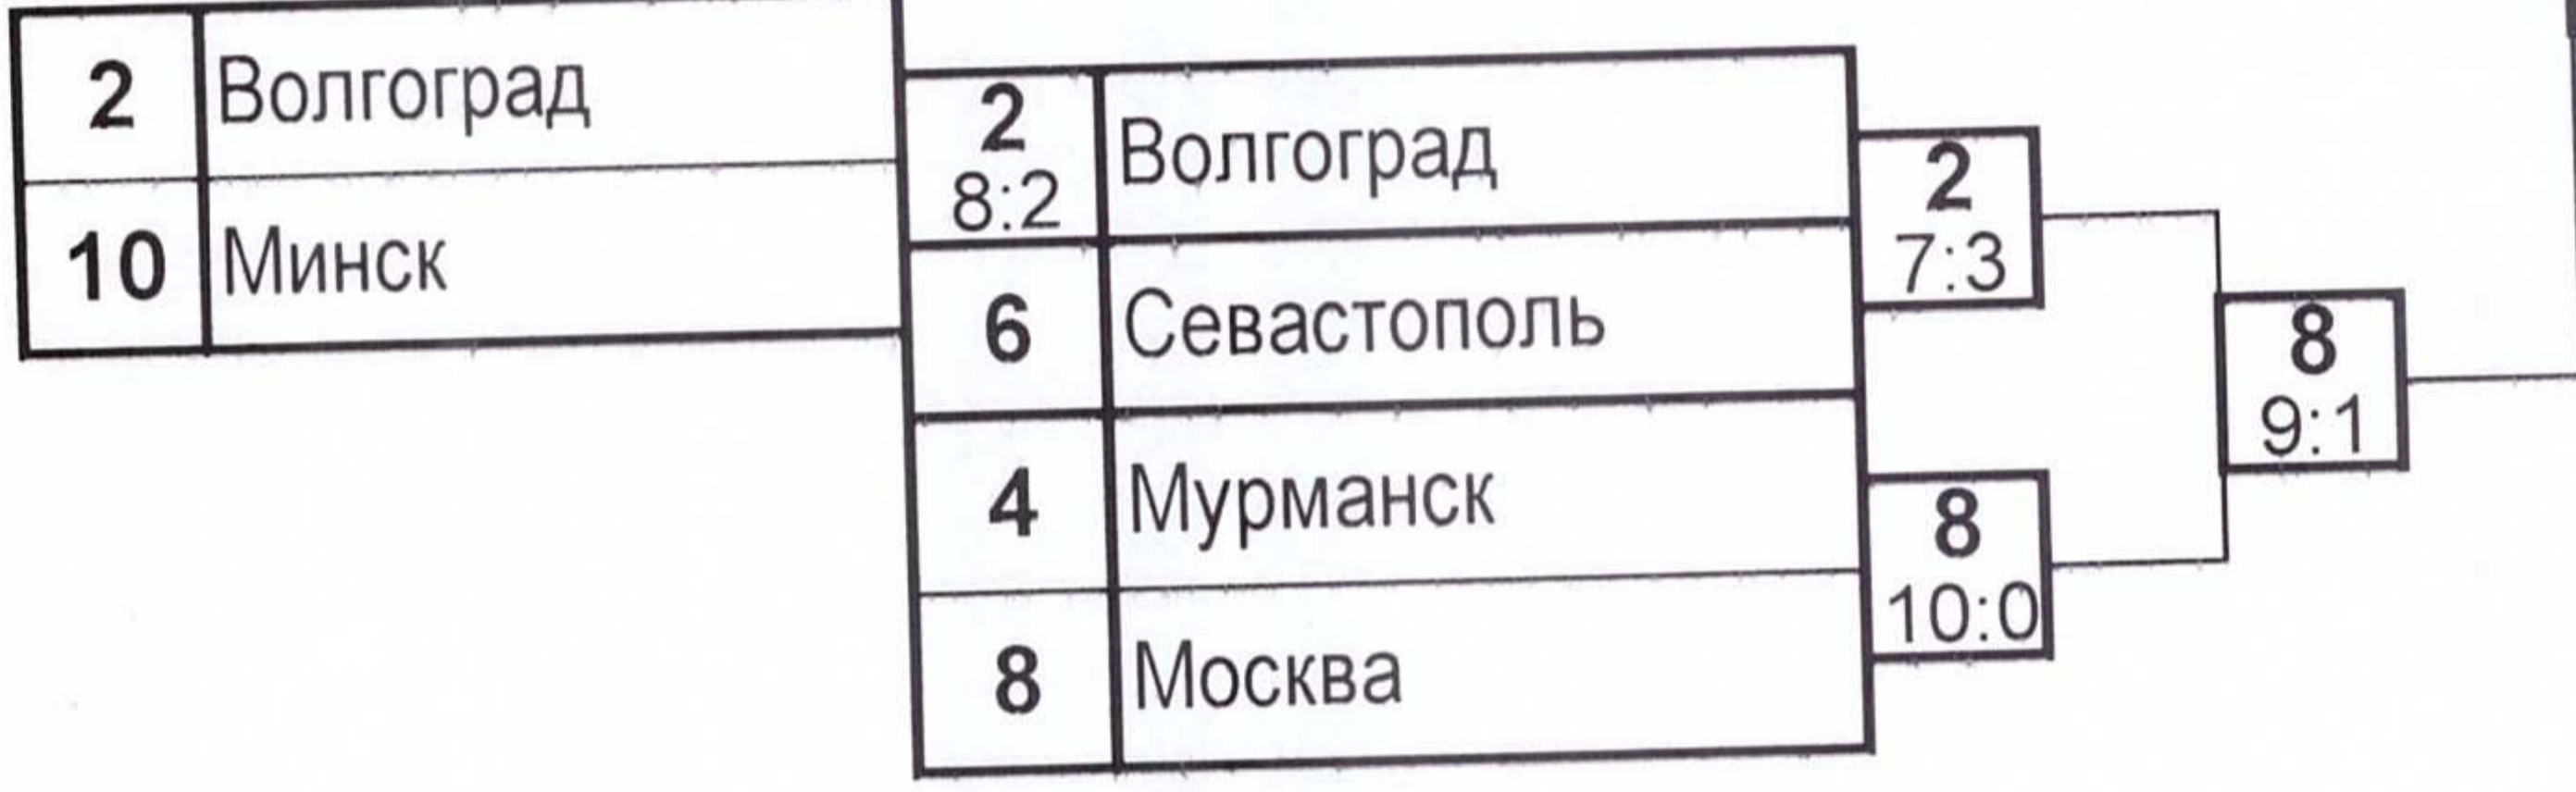 2 Волгоград
10 Минск
2
8:2
Волгоград
6 Севастополь
4 Мурманск
8 Москва
2
7:3
8
10:0
8
9:1